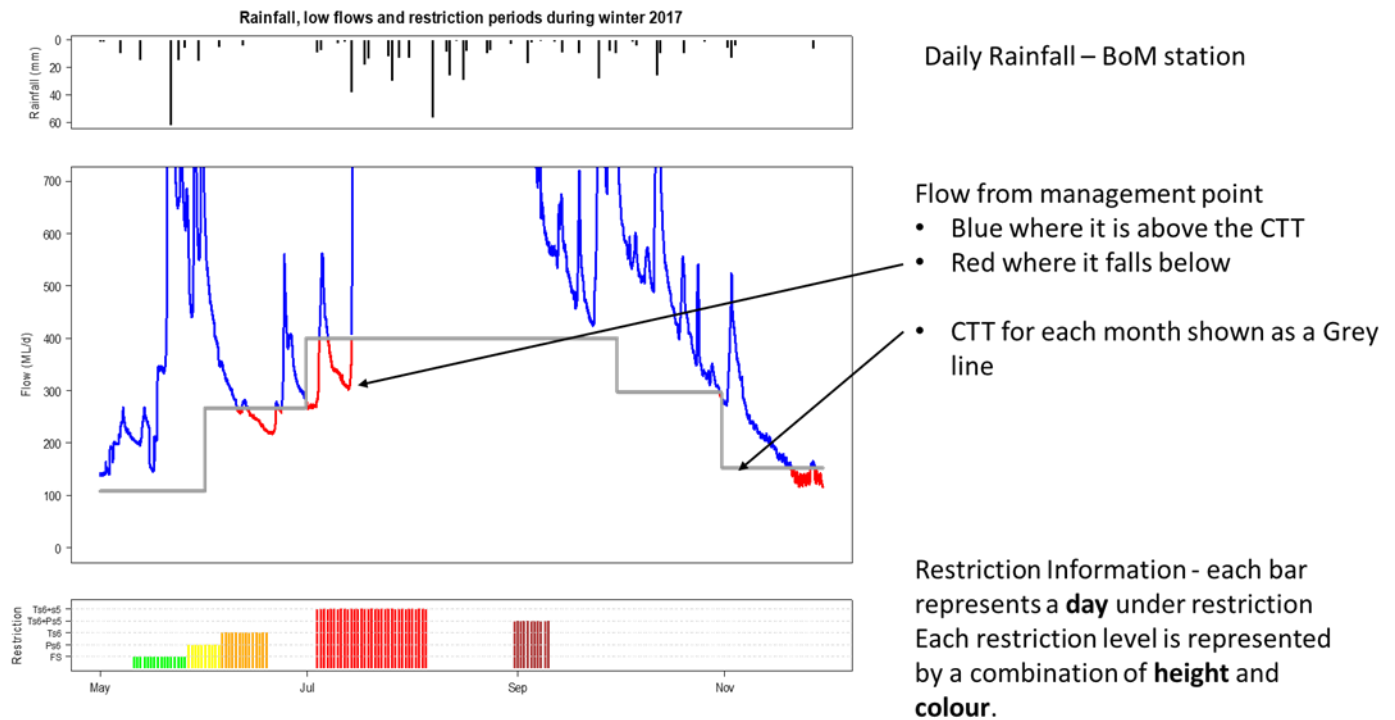 Rainfall, low flows and restriction periods during winter 2017
Rainfall (mm)
0
20
40
60
Daily Rainfall – BoM station
Flow (ML/d)
700
600
500
400
300
200
100
0
Flow from management point
• Blue where it is above the CTT
• Red where it falls below
• CTT for each month shown as a Grey
line
Restriction
Ts6+s5
Ts6+Ps5
Ts6
Ps6
FS
May
Jul
Sep
Nov
Restriction Information - each bar
represents a day under restriction
Each restriction level is represented
by a combination of height and
colour.